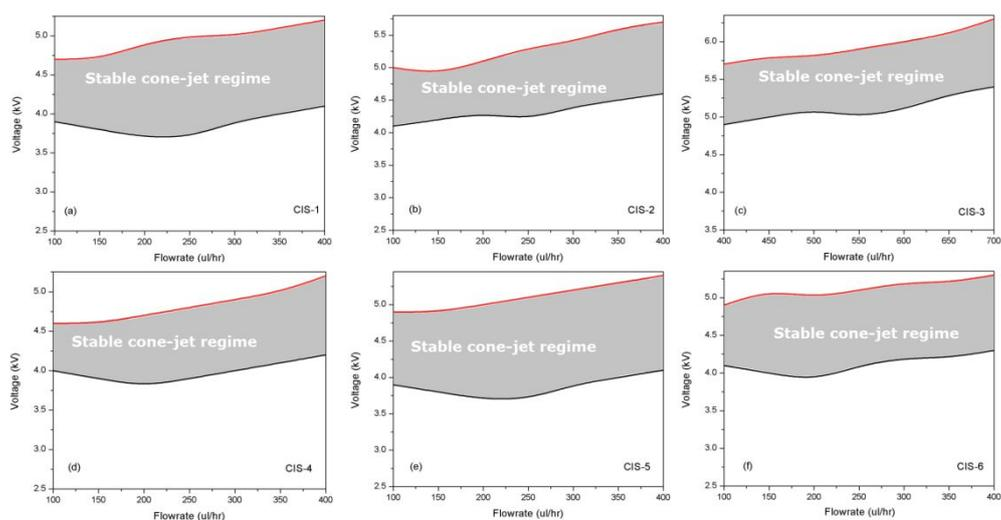 5.0
4.5
4.0
3.5
3.0
2.5
Voltage (kV)
Stable cone-jet regime
(a)
CIS-1
100 150 200 250 300 350 400
Flowrate (ul/hr)
5.5
5.0
4.5
4.0
3.5
3.0
2.5
Voltage (kV)
Stable cone-jet regime
(b)
CIS-2
100 150 200 250 300 350 400
Flowrate (ul/hr)
6.0
5.5
5.0
4.5
4.0
3.5
Voltage (kV)
Stable cone-jet regime
(c)
CIS-3
400 450 500 550 600 650 700
Flowrate (ul/hr)
5.0
4.5
4.0
3.5
3.0
2.5
Voltage (kV)
Stable cone-jet regime
(d)
CIS-4
100 150 200 250 300 350 400
Flowrate (ul/hr)
5.0
4.5
4.0
3.5
3.0
2.5
Voltage (kV)
Stable cone-jet regime
(e)
CIS-5
100 150 200 250 300 350 400
Flowrate (ul/hr)
5.0
4.5
4.0
3.5
3.0
2.5
Voltage (kV)
Stable cone-jet regime
(f)
CIS-6
100 150 200 250 300 350 400
Flowrate (ul/hr)